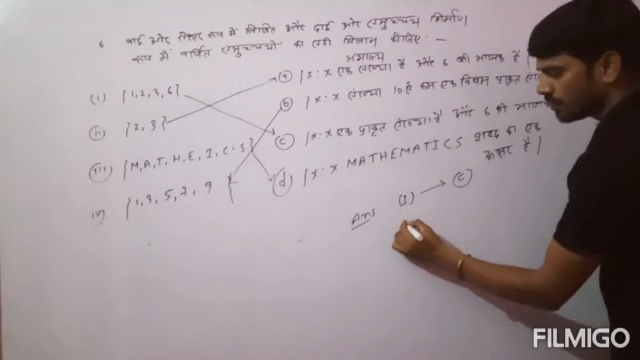 6 बाईं ओर रोस्टर रूप में लिखित और दाईं ओर समुच्चय निर्माण
रूप में वर्णित समुच्चयों का सही मिलान कीजिए : –
(i) {1, 2, 3, 6}
(ii) {2, 3}
(iii) {M, A, T, H, E, I, C, S}
(iv) {1, 3, 5, 7, 9}
अभाज्य
(a) {x : x एक संख्या है और 6 की भाजक है}
(b) {x : x संख्या 10 से कम एक विषम प्राकृत
(c) {x : x एक प्राकृत संख्या है और 6 की
(d) {x : x MATHEMATICS शब्द का एक
अक्षर है}
Ans (i) → (c)
FILMIGO